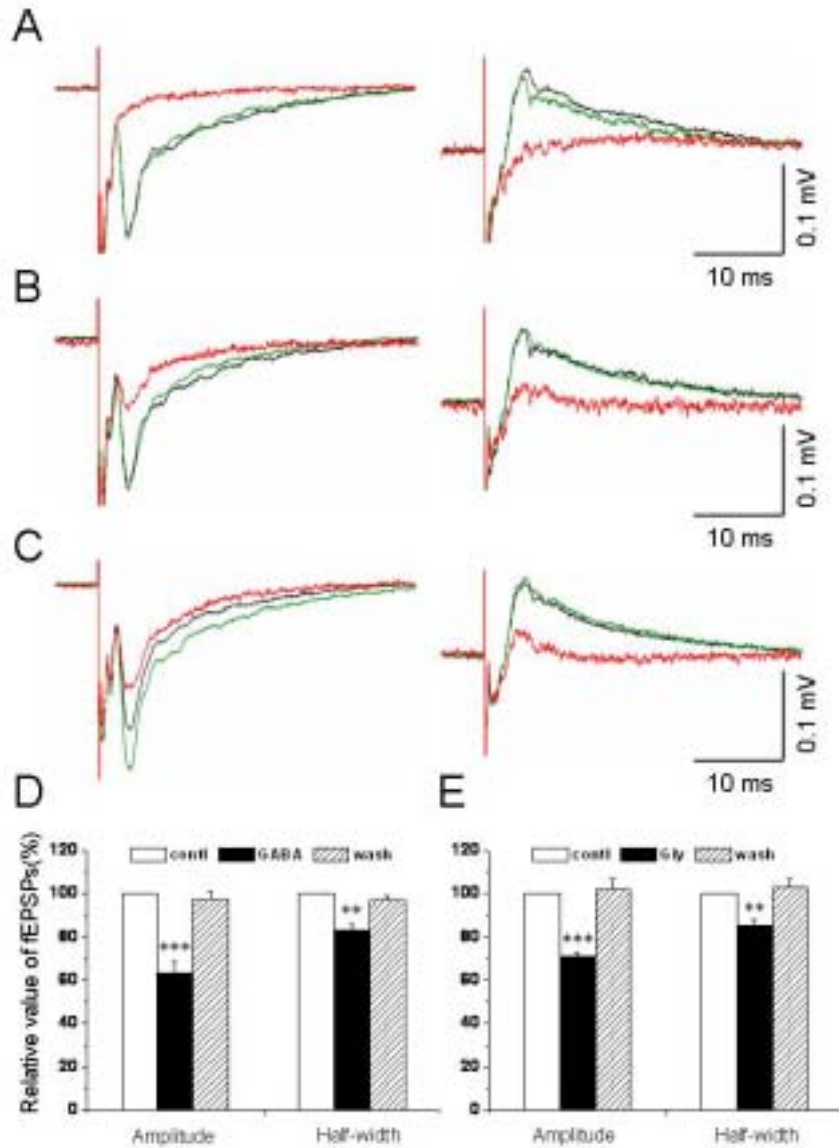 A
0.1 mV
10 ms
B
0.1 mV
10 ms
C
0.1 mV
10 ms
D
E
Relative value of fEPSPs(%)
120
100
80
60
40
20
0
contl GABA wash
*** **
Amplitude Half-width
120
100
80
60
40
20
0
contl Gly wash
*** **
Amplitude Half-width